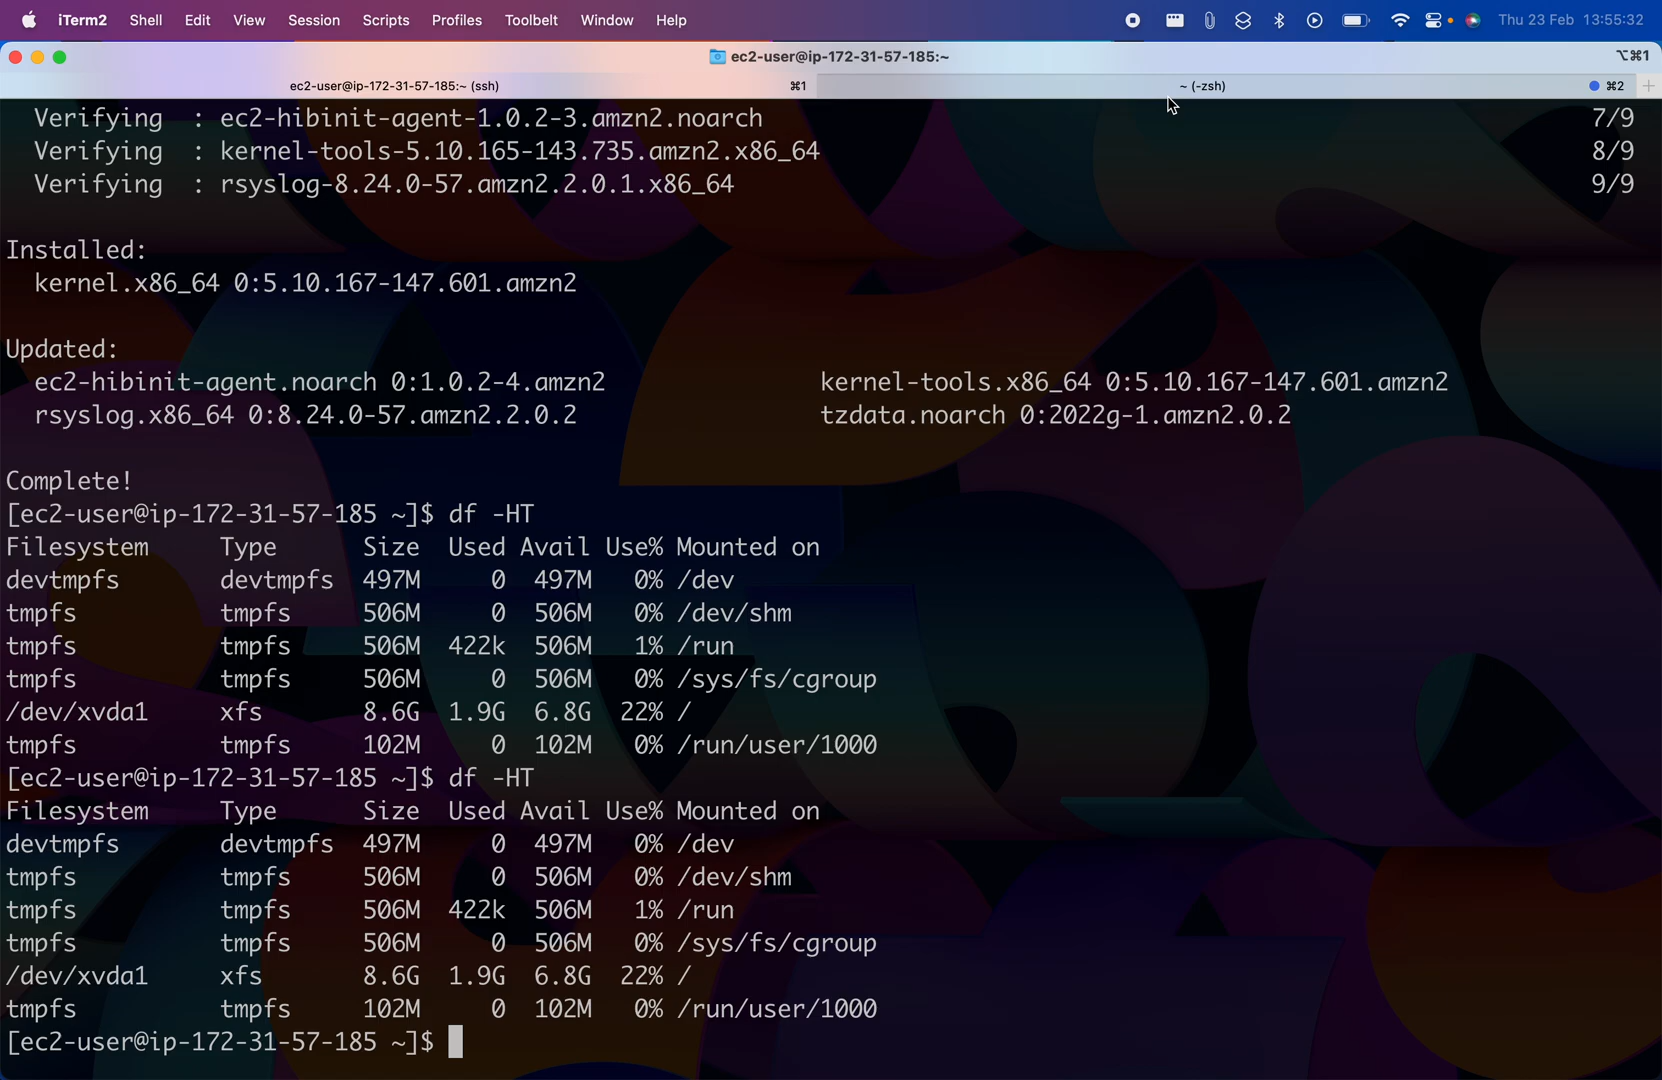 iTerm2 Shell Edit View Session Scripts Profiles Toolbelt Window Help Thu 23 Feb 13:55:32
ec2-user@ip-172-31-57-185:~ ⌥⌘1
ec2-user@ip-172-31-57-185:~ (ssh) ⌘1 ~ (-zsh) ⌘2
Verifying : ec2-hibinit-agent-1.0.2-3.amzn2.noarch 7/9
Verifying : kernel-tools-5.10.165-143.735.amzn2.x86_64 8/9
Verifying : rsyslog-8.24.0-57.amzn2.2.0.1.x86_64 9/9
Installed:
kernel.x86_64 0:5.10.167-147.601.amzn2
Updated:
ec2-hibinit-agent.noarch 0:1.0.2-4.amzn2 kernel-tools.x86_64 0:5.10.167-147.601.amzn2
rsyslog.x86_64 0:8.24.0-57.amzn2.2.0.2 tzdata.noarch 0:2022g-1.amzn2.0.2
Complete!
[ec2-user@ip-172-31-57-185 ~]$ df -HT
Filesystem Type Size Used Avail Use% Mounted on
devtmpfs devtmpfs 497M 0 497M 0% /dev
tmpfs tmpfs 506M 0 506M 0% /dev/shm
tmpfs tmpfs 506M 422k 506M 1% /run
tmpfs tmpfs 506M 0 506M 0% /sys/fs/cgroup
/dev/xvda1 xfs 8.6G 1.9G 6.8G 22% /
tmpfs tmpfs 102M 0 102M 0% /run/user/1000
[ec2-user@ip-172-31-57-185 ~]$ df -HT
Filesystem Type Size Used Avail Use% Mounted on
devtmpfs devtmpfs 497M 0 497M 0% /dev
tmpfs tmpfs 506M 0 506M 0% /dev/shm
tmpfs tmpfs 506M 422k 506M 1% /run
tmpfs tmpfs 506M 0 506M 0% /sys/fs/cgroup
/dev/xvda1 xfs 8.6G 1.9G 6.8G 22% /
tmpfs tmpfs 102M 0 102M 0% /run/user/1000
[ec2-user@ip-172-31-57-185 ~]$